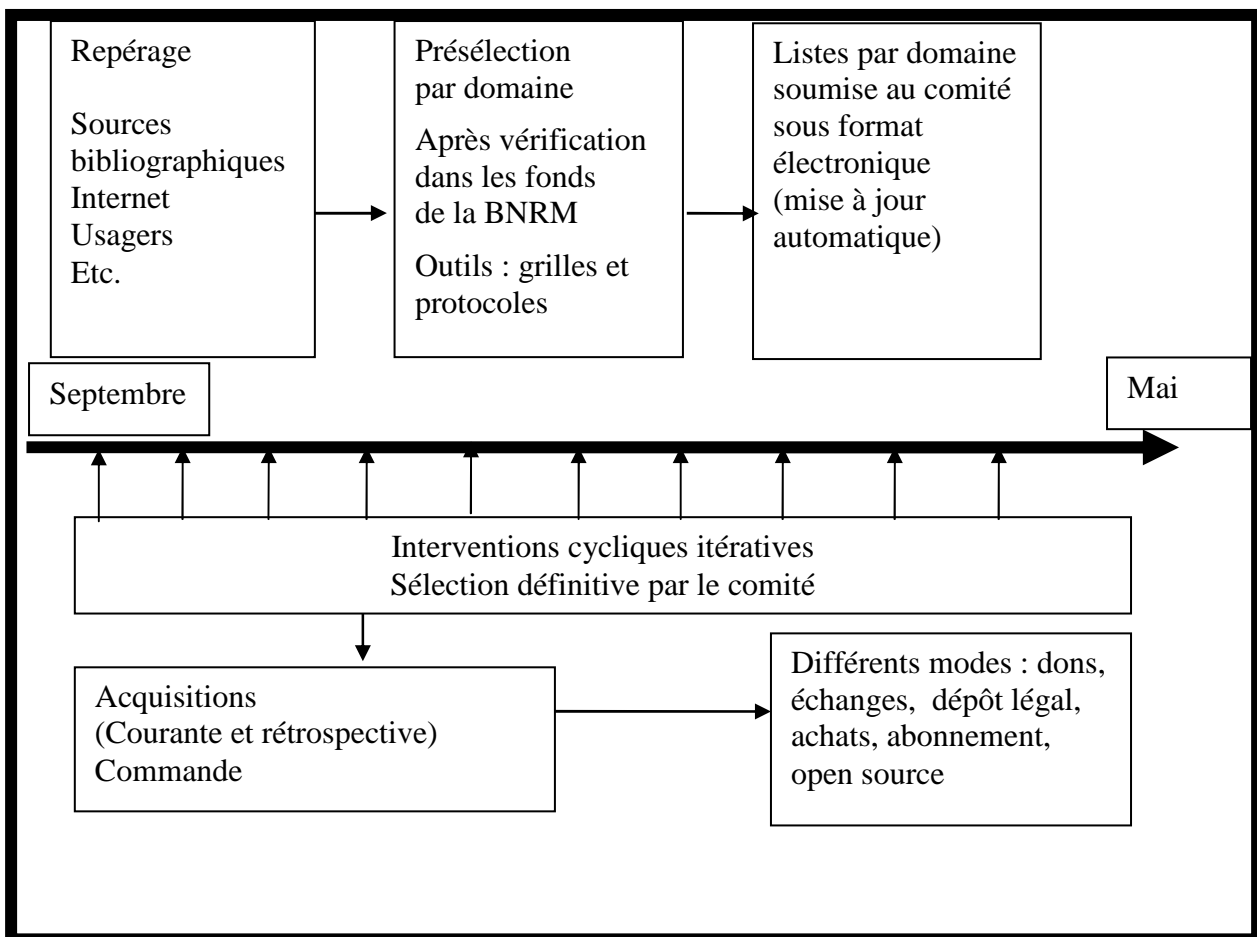 Repérage
Sources
bibliographiques
Internet
Usagers
Etc.
Présélection
par domaine
Après vérification
dans les fonds
de la BNRM
Outils : grilles et
protocoles
Listes par domaine
soumise au comité
sous format
électronique
(mise à jour
automatique)
Septembre
Mai
Interventions cycliques itératives
Sélection définitive par le comité
Acquisitions
(Courante et rétrospective)
Commande
Différents modes : dons,
échanges, dépôt légal,
achats, abonnement,
open source